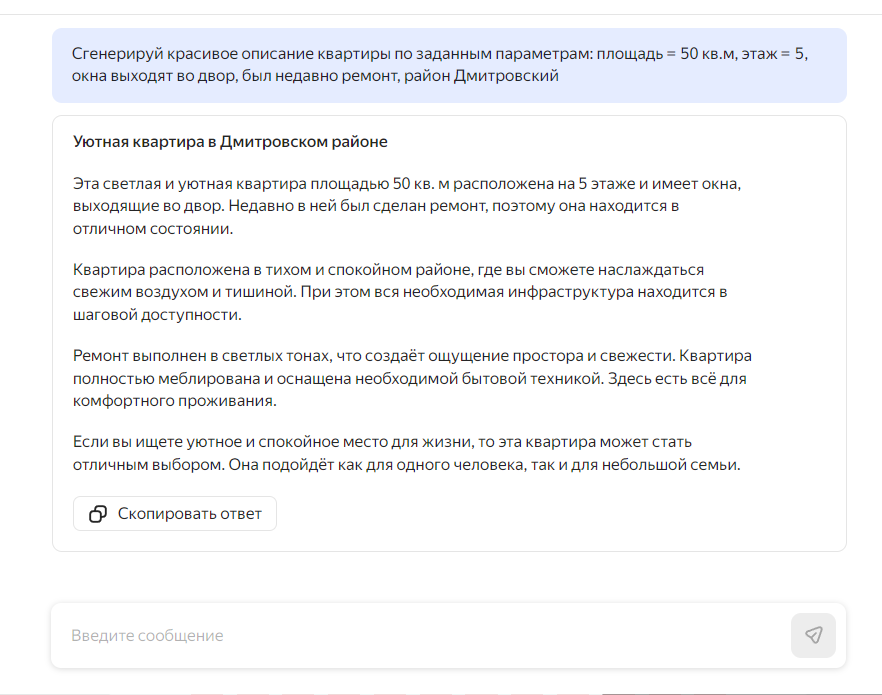 Сгенерируй красивое описание квартиры по заданным параметрам: площадь = 50 кв.м, этаж = 5,
окна выходят во двор, был недавно ремонт, район Дмитровский
Уютная квартира в Дмитровском районе
Эта светлая и уютная квартира площадью 50 кв. м расположена на 5 этаже и имеет окна,
выходящие во двор. Недавно в ней был сделан ремонт, поэтому она находится в
отличном состоянии.
Квартира расположена в тихом и спокойном районе, где вы сможете наслаждаться
свежим воздухом и тишиной. При этом вся необходимая инфраструктура находится в
шаговой доступности.
Ремонт выполнен в светлых тонах, что создаёт ощущение простора и свежести. Квартира
полностью меблирована и оснащена необходимой бытовой техникой. Здесь есть всё для
комфортного проживания.
Если вы ищете уютное и спокойное место для жизни, то эта квартира может стать
отличным выбором. Она подойдёт как для одного человека, так и для небольшой семьи.
Скопировать ответ
Введите сообщение